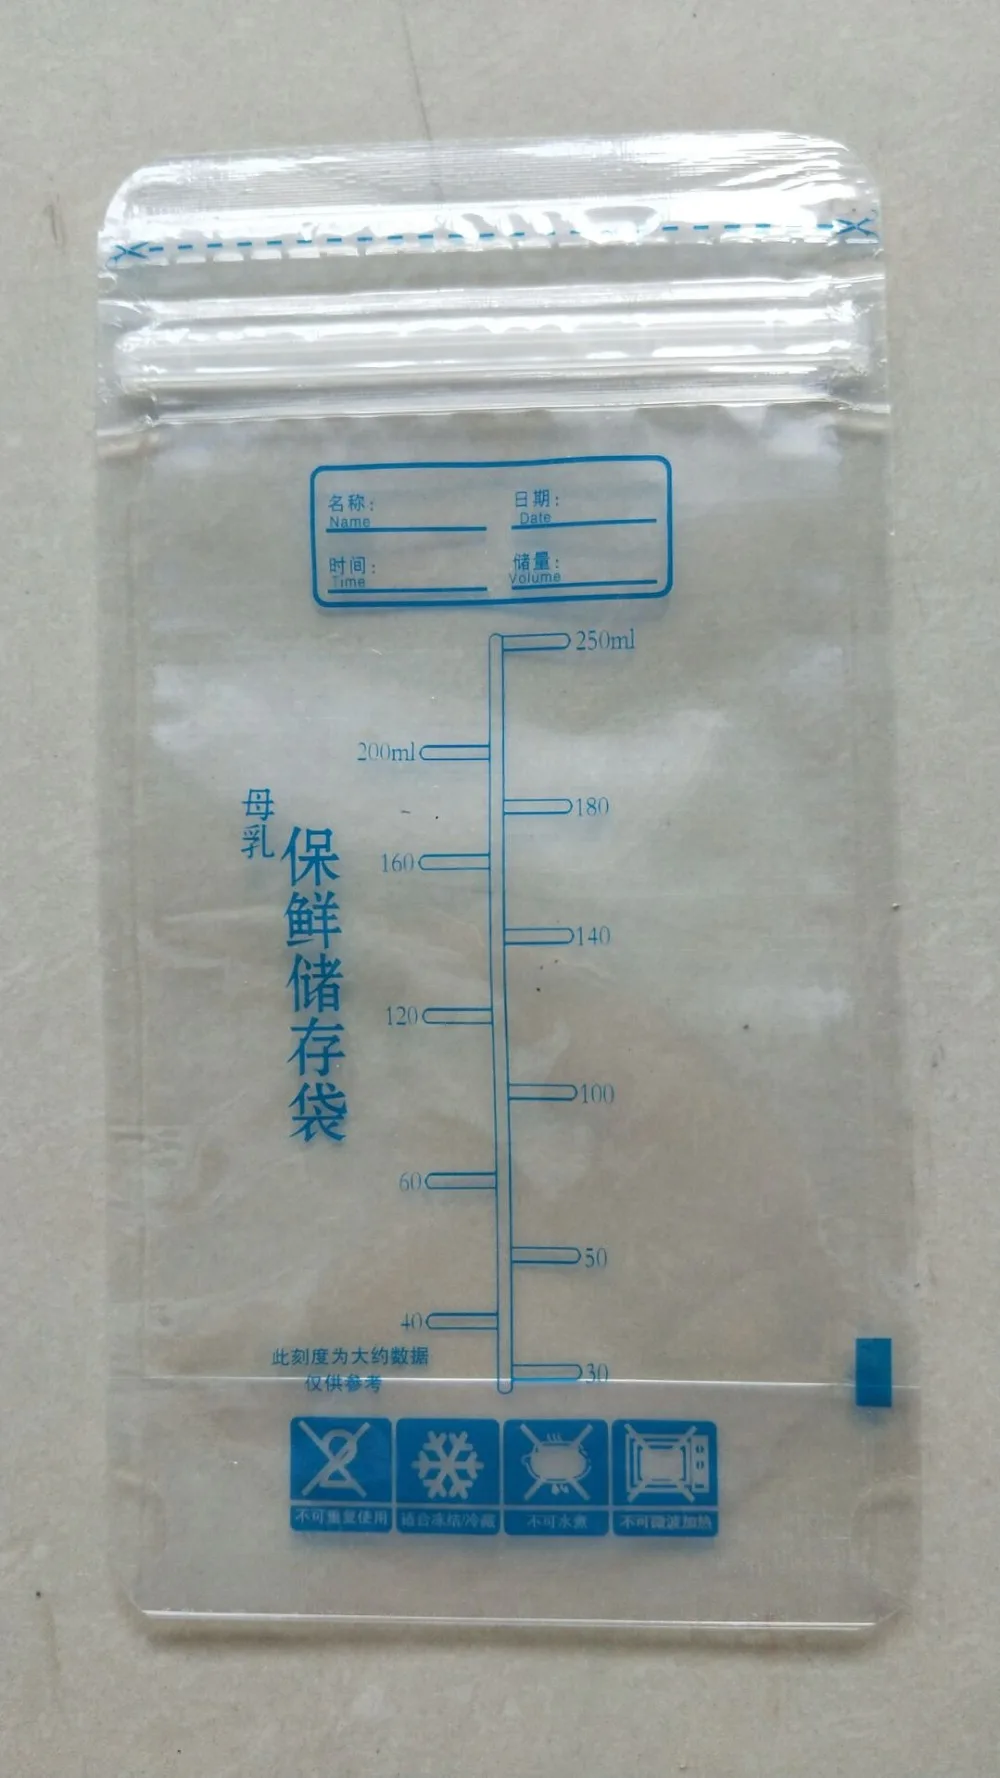 名称： 日期：
Name Date
时间： 储量：
Time Volume
250ml
200ml
180
160
140
120
100
60
50
40
30
母乳
保鲜储存袋
此刻度为大约数据
仅供参考
不可重复使用 适合冻结/冷藏 不可水煮 不可微波加热